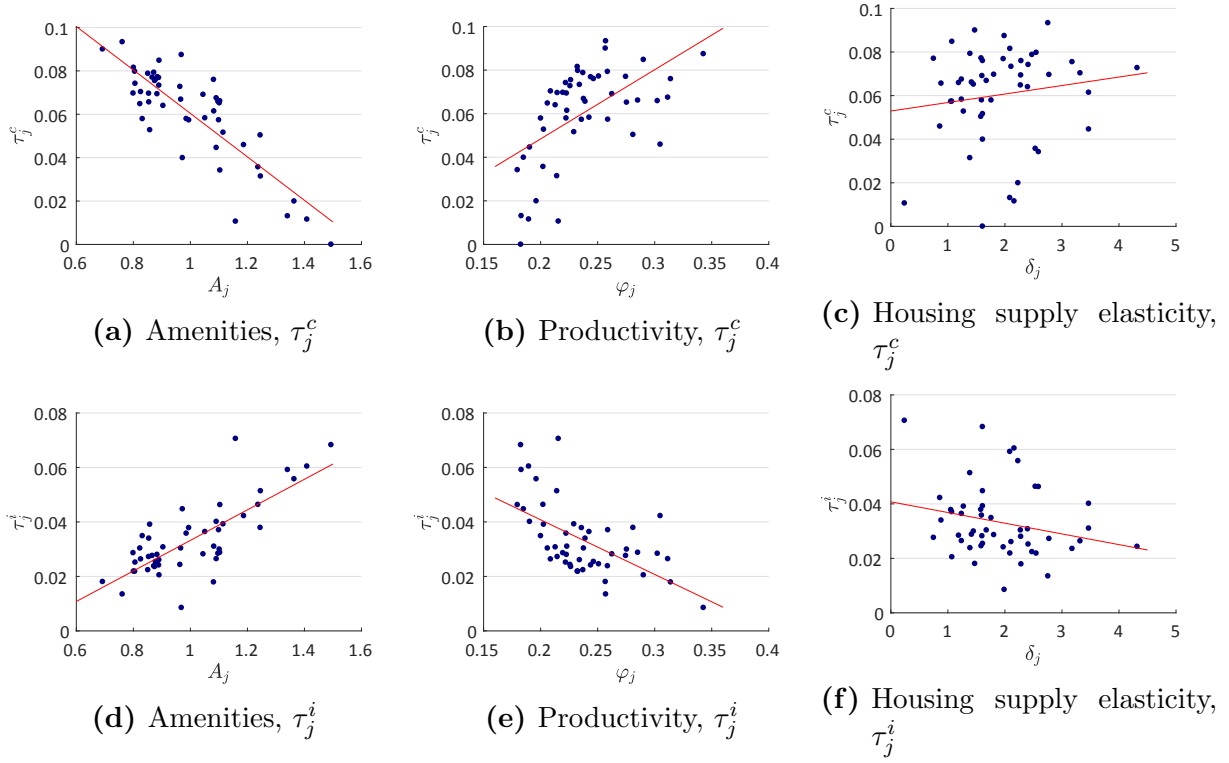 0.1
0.08
0.06
0.04
0.02
0
τ_j^c
0.6 0.8 1 1.2 1.4 1.6
A_j
(a) Amenities, τ_j^c
0.1
0.08
0.06
0.04
0.02
0
τ_j^c
0.15 0.2 0.25 0.3 0.35 0.4
φ_j
(b) Productivity, τ_j^c
0.1
0.08
0.06
0.04
0.02
0
τ_j^c
0 1 2 3 4 5
δ_j
(c) Housing supply elasticity,
τ_j^c
0.08
0.06
0.04
0.02
0
τ_j^i
0.6 0.8 1 1.2 1.4 1.6
A_j
(d) Amenities, τ_j^i
0.08
0.06
0.04
0.02
0
τ_j^i
0.15 0.2 0.25 0.3 0.35 0.4
φ_j
(e) Productivity, τ_j^i
0.08
0.06
0.04
0.02
0
τ_j^i
0 1 2 3 4 5
δ_j
(f) Housing supply elasticity,
τ_j^i